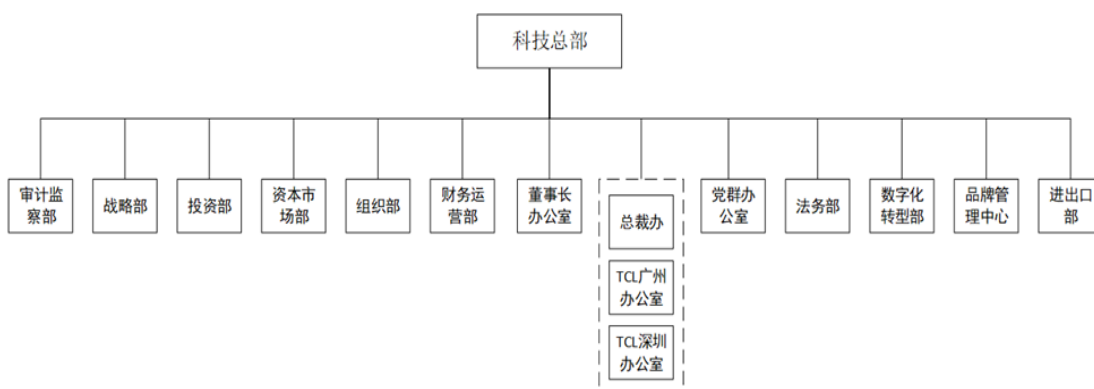 科技总部
审计监
察部
战略部
投资部
资本市
场部
组织部
财务运
营部
董事长
办公室
总裁办
TCL广州
办公室
TCL深圳
办公室
党群办
公室
法务部
数字化
转型部
品牌管
理中心
进出口
部